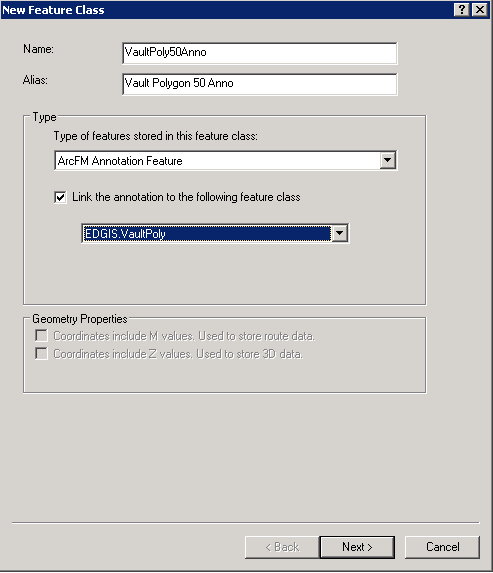 New Feature Class
Name:
VaultPoly50Anno
Alias:
Vault Polygon 50 Anno
Type
Type of features stored in this feature class:
ArcFM Annotation Feature
Link the annotation to the following feature class
EDGIS.VaultPoly
Geometry Properties
Coordinates include M values. Used to store route data.
Coordinates include Z values. Used to store 3D data.
< Back Next > Cancel